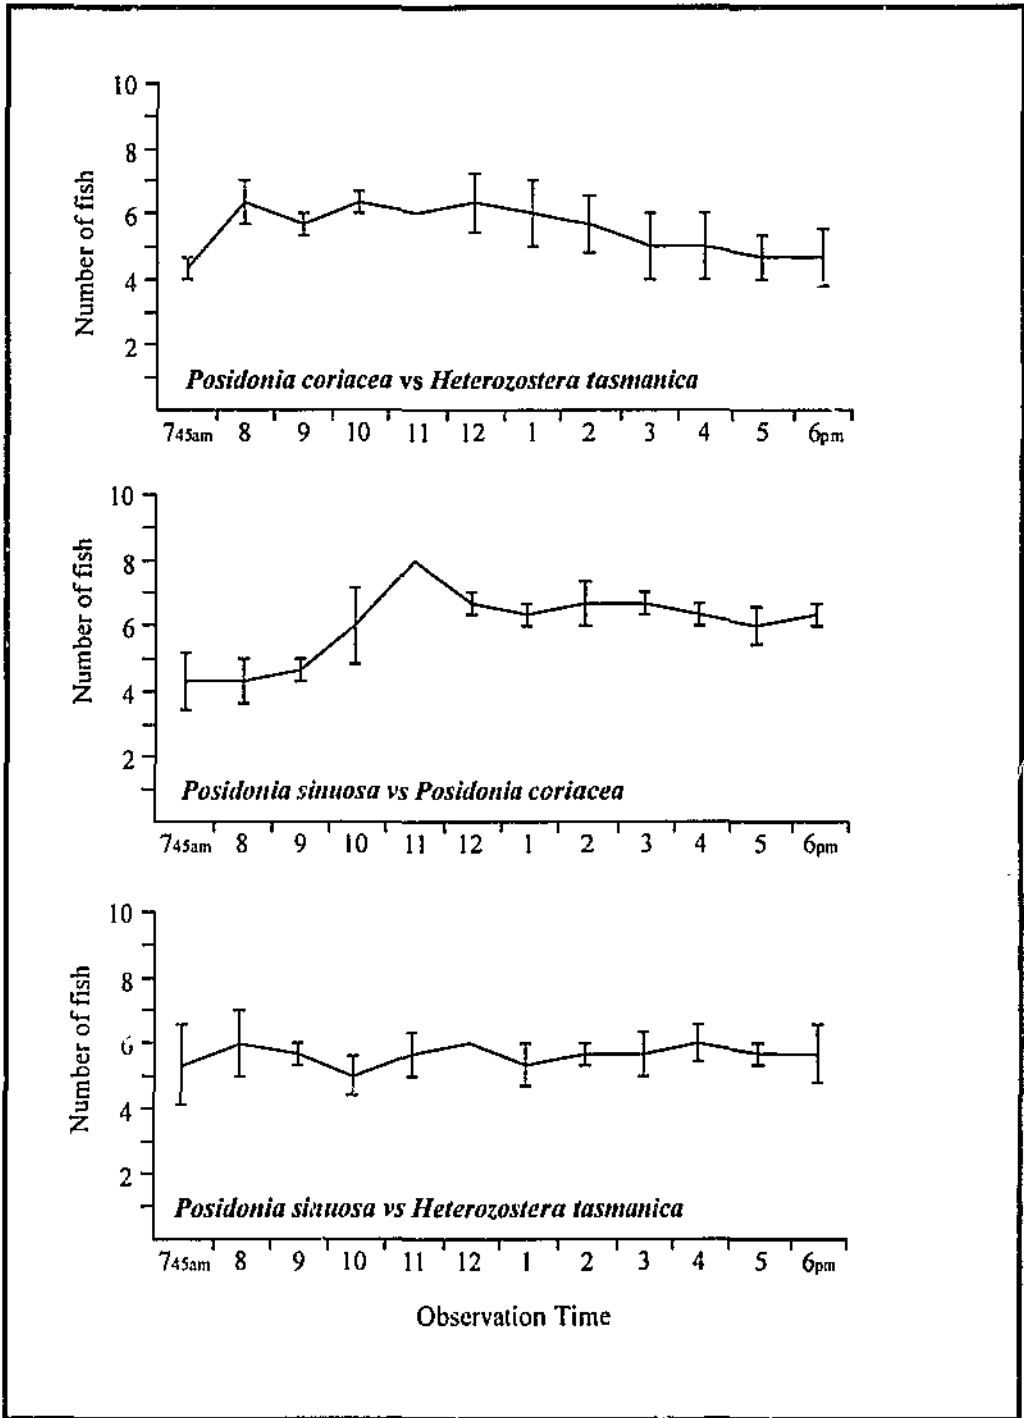 10
8
6
4
2
Number of fish
Posidonia coriacea vs Heterozostera tasmanica
745am 8 9 10 11 12 1 2 3 4 5 6pm
10
8
6
4
2
Number of fish
Posidonia sinuosa vs Posidonia coriacea
745am 8 9 10 11 12 1 2 3 4 5 6pm
10
8
6
4
2
Number of fish
Posidonia sinuosa vs Heterozostera tasmanica
745am 8 9 10 11 12 1 2 3 4 5 6pm
Observation Time